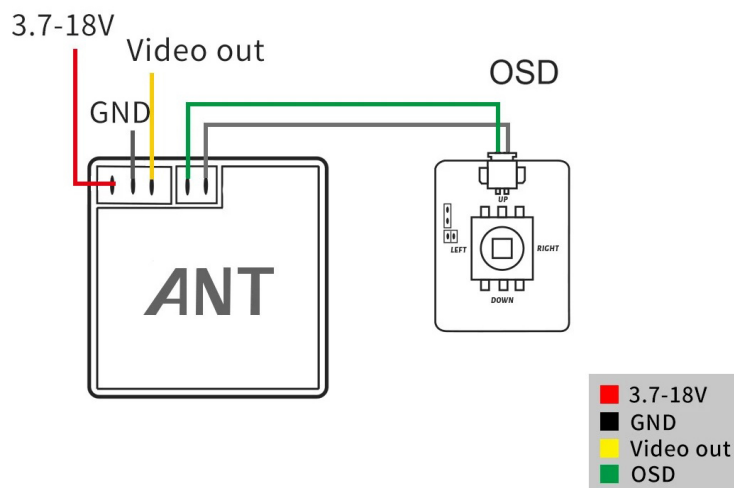 3.7-18V
Video out
GND
OSD
UP
LEFT
RIGHT
DOWN
ANT
3.7-18V
GND
Video out
OSD